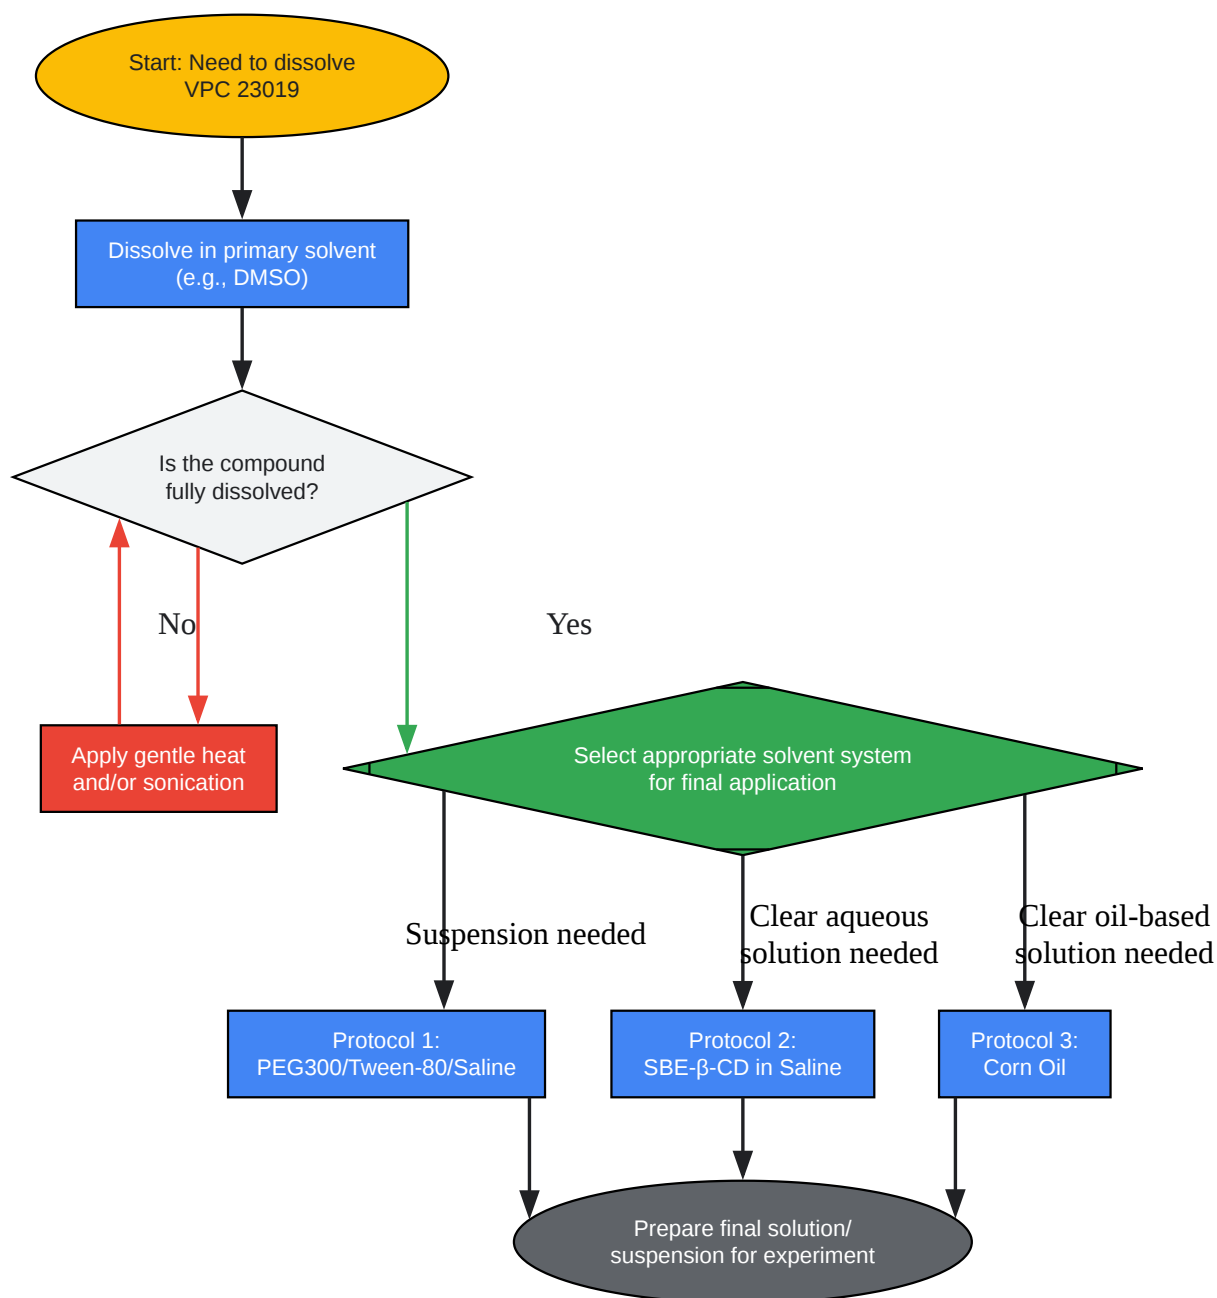 Start: Need to dissolve
VPC 23019
Dissolve in primary solvent
(e.g., DMSO)
Is the compound
fully dissolved?
No
Yes
Apply gentle heat
and/or sonication
Select appropriate solvent system
for final application
Suspension needed
Clear aqueous
solution needed
Clear oil-based
solution needed
Protocol 1:
PEG300/Tween-80/Saline
Protocol 2:
SBE-β-CD in Saline
Protocol 3:
Corn Oil
Prepare final solution/
suspension for experiment